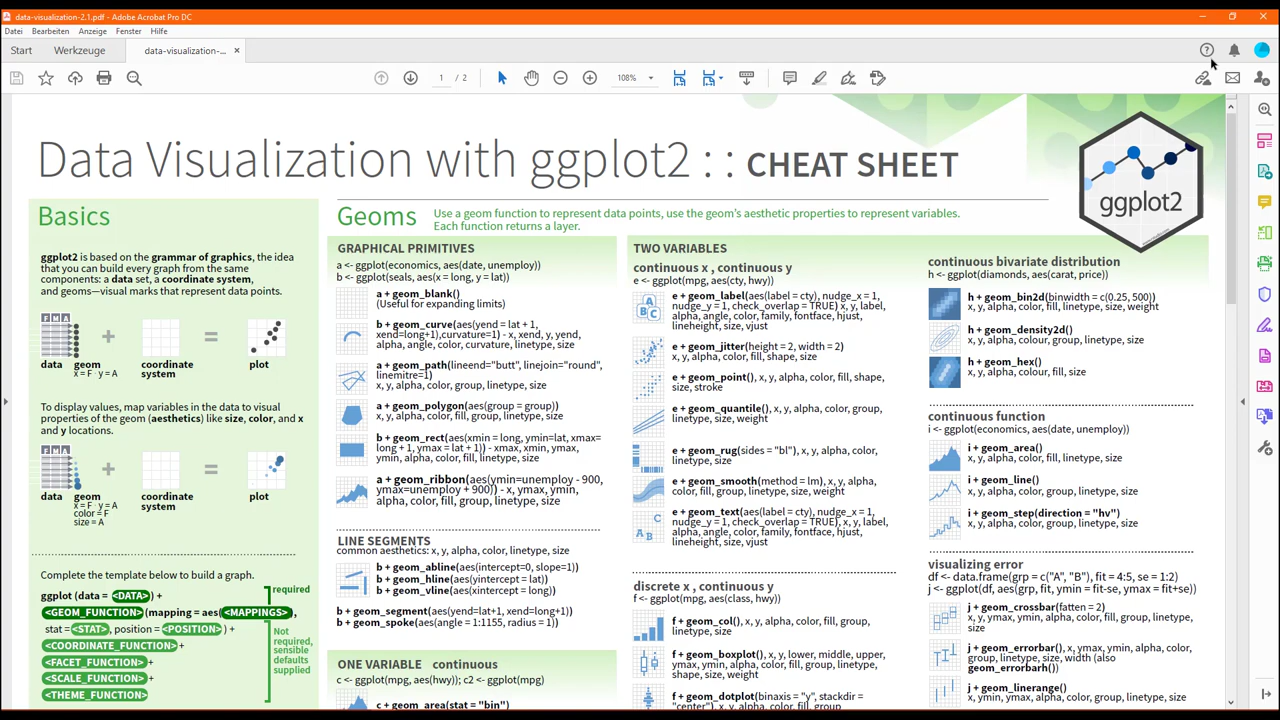 data-visualization-2.1.pdf - Adobe Acrobat Pro DC
Datei Bearbeiten Anzeige Fenster Hilfe
Start Werkzeuge data-visualization-... ×
1 / 2 108%
Data Visualization with ggplot2 : : CHEAT SHEET
ggplot2
Basics
ggplot2 is based on the grammar of graphics, the idea
that you can build every graph from the same
components: a data set, a coordinate system,
and geoms—visual marks that represent data points.
F M A
data geom coordinate plot
x = F · y = A system
To display values, map variables in the data to visual
properties of the geom (aesthetics) like size, color, and x
and y locations.
F M A
data geom coordinate plot
x = F · y = A system
color = F
size = A
Complete the template below to build a graph.
required
ggplot (data = <DATA>) +
<GEOM_FUNCTION>(mapping = aes(<MAPPINGS>),
stat = <STAT>, position = <POSITION>) +
<COORDINATE_FUNCTION> +
<FACET_FUNCTION> +
<SCALE_FUNCTION> +
<THEME_FUNCTION>
Not
required,
sensible
defaults
supplied
Geoms
Use a geom function to represent data points, use the geom's aesthetic properties to represent variables.
Each function returns a layer.
GRAPHICAL PRIMITIVES
a <- ggplot(economics, aes(date, unemploy))
b <- ggplot(seals, aes(x = long, y = lat))
a + geom_blank()
(Useful for expanding limits)
b + geom_curve(aes(yend = lat + 1,
xend=long+1),curvature=1) - x, xend, y, yend,
alpha, angle, color, curvature, linetype, size
a + geom_path(lineend="butt", linejoin="round",
linemitre=1)
x, y, alpha, color, group, linetype, size
a + geom_polygon(aes(group = group))
x, y, alpha, color, fill, group, linetype, size
b + geom_rect(aes(xmin = long, ymin=lat, xmax=
long + 1, ymax = lat + 1)) - xmax, xmin, ymax,
ymin, alpha, color, fill, linetype, size
a + geom_ribbon(aes(ymin=unemploy - 900,
ymax=unemploy + 900)) - x, ymax, ymin,
alpha, color, fill, group, linetype, size
LINE SEGMENTS
common aesthetics: x, y, alpha, color, linetype, size
b + geom_abline(aes(intercept=0, slope=1))
b + geom_hline(aes(yintercept = lat))
b + geom_vline(aes(xintercept = long))
b + geom_segment(aes(yend=lat+1, xend=long+1))
b + geom_spoke(aes(angle = 1:1155, radius = 1))
ONE VARIABLE continuous
c <- ggplot(mpg, aes(hwy)); c2 <- ggplot(mpg)
c + geom_area(stat = "bin")
TWO VARIABLES
continuous x , continuous y
e <- ggplot(mpg, aes(cty, hwy))
A B C
e + geom_label(aes(label = cty), nudge_x = 1,
nudge_y = 1, check_overlap = TRUE) x, y, label,
alpha, angle, color, family, fontface, hjust,
lineheight, size, vjust
e + geom_jitter(height = 2, width = 2)
x, y, alpha, color, fill, shape, size
e + geom_point(), x, y, alpha, color, fill, shape,
size, stroke
e + geom_quantile(), x, y, alpha, color, group,
linetype, size, weight
e + geom_rug(sides = "bl"), x, y, alpha, color,
linetype, size
e + geom_smooth(method = lm), x, y, alpha,
color, fill, group, linetype, size, weight
A B C
e + geom_text(aes(label = cty), nudge_x = 1,
nudge_y = 1, check_overlap = TRUE), x, y, label,
alpha, angle, color, family, fontface, hjust,
lineheight, size, vjust
discrete x , continuous y
f <- ggplot(mpg, aes(class, hwy))
f + geom_col(), x, y, alpha, color, fill, group,
linetype, size
f + geom_boxplot(), x, y, lower, middle, upper,
ymax, ymin, alpha, color, fill, group, linetype,
shape, size, weight
f + geom_dotplot(binaxis = "y", stackdir =
"center"), x, y, alpha, color, fill, group
continuous bivariate distribution
h <- ggplot(diamonds, aes(carat, price))
h + geom_bin2d(binwidth = c(0.25, 500))
x, y, alpha, color, fill, linetype, size, weight
h + geom_density2d()
x, y, alpha, colour, group, linetype, size
h + geom_hex()
x, y, alpha, colour, fill, size
continuous function
i <- ggplot(economics, aes(date, unemploy))
i + geom_area()
x, y, alpha, color, fill, linetype, size
i + geom_line()
x, y, alpha, color, group, linetype, size
i + geom_step(direction = "hv")
x, y, alpha, color, group, linetype, size
visualizing error
df <- data.frame(grp = c("A", "B"), fit = 4:5, se = 1:2)
j <- ggplot(df, aes(grp, fit, ymin = fit-se, ymax = fit+se))
j + geom_crossbar(fatten = 2)
x, y, ymax, ymin, alpha, color, fill, group, linetype,
size
j + geom_errorbar(), x, ymax, ymin, alpha, color,
group, linetype, size, width (also
geom_errorbarh())
j + geom_linerange()
x, ymin, ymax, alpha, color, group, linetype, size